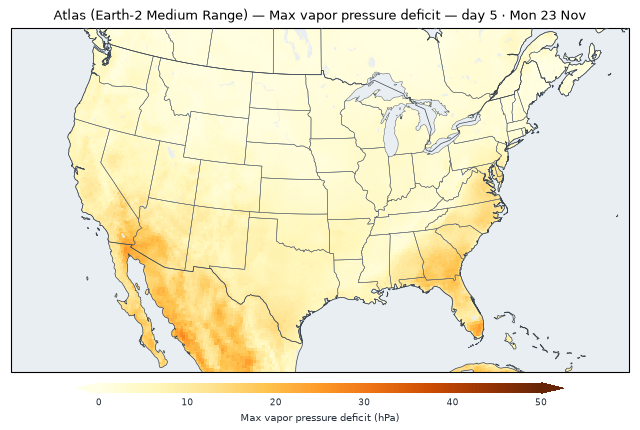 Atlas (Earth-2 Medium Range) — Max vapor pressure deficit — day 5 · Mon 23 Nov
0 10 20 30 40 50
Max vapor pressure deficit (hPa)